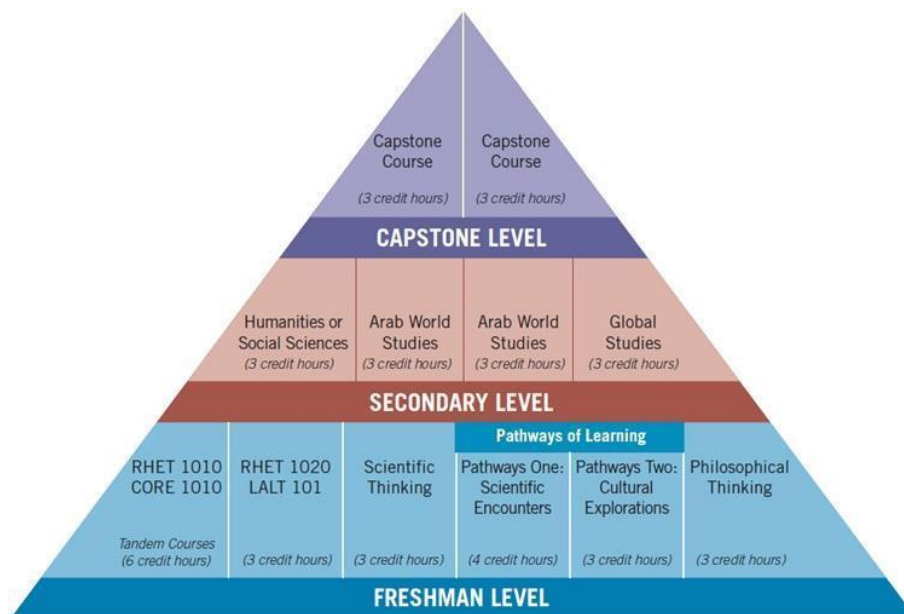 Capstone
Course
(3 credit hours)
Capstone
Course
(3 credit hours)
CAPSTONE LEVEL
Humanities or
Social Sciences
(3 credit hours)
Arab World
Studies
(3 credit hours)
Arab World
Studies
(3 credit hours)
Global
Studies
(3 credit hours)
SECONDARY LEVEL
RHET 1010
CORE 1010
Tandem Courses
(6 credit hours)
RHET 1020
LALT 101
(3 credit hours)
Scientific
Thinking
(3 credit hours)
Pathways of Learning
Pathways One:
Scientific
Encounters
(4 credit hours)
Pathways Two:
Cultural
Explorations
(3 credit hours)
Philosophical
Thinking
(3 credit hours)
FRESHMAN LEVEL